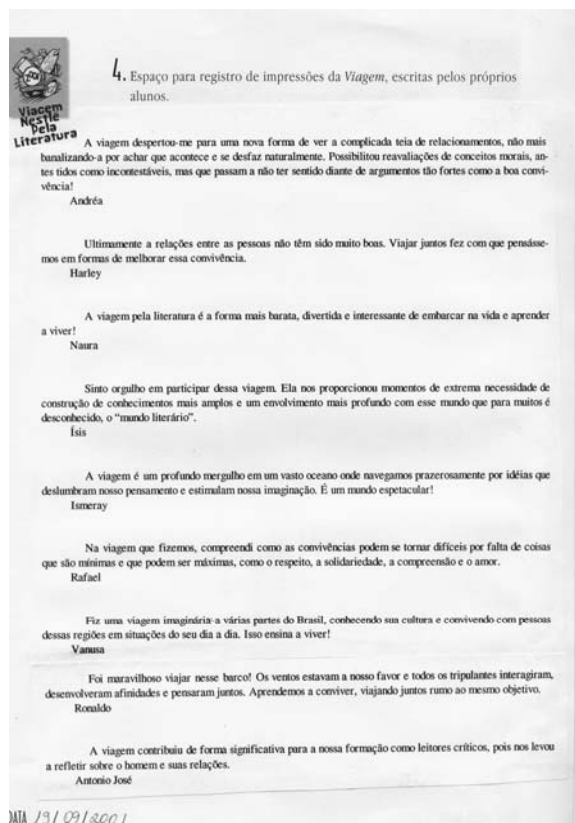 4. Espaço para registro de impressões da Viagem, escritas pelos próprios
alunos.
Viagem
Nestlé
Pela
Literatura
A viagem despertou-me para uma nova forma de ver a complicada teia de relacionamentos, não mais
banalizando-a por achar que acontece e se desfaz naturalmente. Possibilitou reavaliações de conceitos morais, an-
tes tidos como incontestáveis, mas que passam a não ter sentido diante de argumentos tão fortes como a boa convi-
vência!
Andréa
Ultimamente a relações entre as pessoas não têm sido muito boas. Viajar juntos fez com que pensásse-
mos em formas de melhorar essa convivência.
Harley
A viagem pela literatura é a forma mais barata, divertida e interessante de embarcar na vida e aprender
a viver!
Naura
Sinto orgulho em participar dessa viagem. Ela nos proporcionou momentos de extrema necessidade de
construção de conhecimentos mais amplos e um envolvimento mais profundo com esse mundo que para muitos é
desconhecido, o “mundo literário”.
Ísis
A viagem é um profundo mergulho em um vasto oceano onde navegamos prazerosamente por idéias que
deslumbram nosso pensamento e estimulam nossa imaginação. É um mundo espetacular!
Ismeray
Na viagem que fizemos, compreendi como as convivências podem se tornar difíceis por falta de coisas
que são mínimas e que podem ser máximas, como o respeito, a solidariedade, a compreensão e o amor.
Rafael
Fiz uma viagem imaginária a várias partes do Brasil, conhecendo sua cultura e convivendo com pessoas
dessas regiões em situações do seu dia a dia. Isso ensina a viver!
Vanusa
Foi maravilhoso viajar nesse barco! Os ventos estavam a nosso favor e todos os tripulantes interagiram,
desenvolveram afinidades e pensaram juntos. Aprendemos a conviver, viajando juntos rumo ao mesmo objetivo.
Ronaldo
A viagem contribuiu de forma significativa para a nossa formação como leitores críticos, pois nos levou
a refletir sobre o homem e suas relações.
Antonio José
DATA 19/09/2001